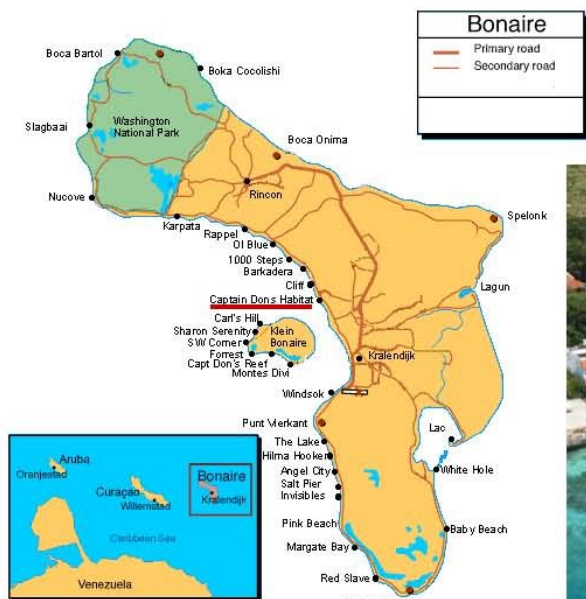 Bonaire
Primary road
Secondary road
Boca Bartol
Boka Cocolishi
Washington
National Park
Slagbaai
Boca Onima
Rincon
Nucove
Karpata
Spelonk
Rappel
Ol Blue
1000 Steps
Barkadera
Cliff
Lagun
Captain Dons Habitat
Carl's Hill
Sharon Serenity
Klein
Bonaire
SW Corner
Forrest
Capt Don's Reef
Montes Divi
Kralendijk
Windsok
Punt Vierkant
Lac
The Lake
Hilma Hooker
White Hole
Angel City
Salt Pier
Invisibles
Pink Beach
Baby Beach
Margate Bay
Red Slave
Aruba
Oranjestad
Curaçao
Willemstad
Bonaire
Kralendijk
Caribbean Sea
Venezuela